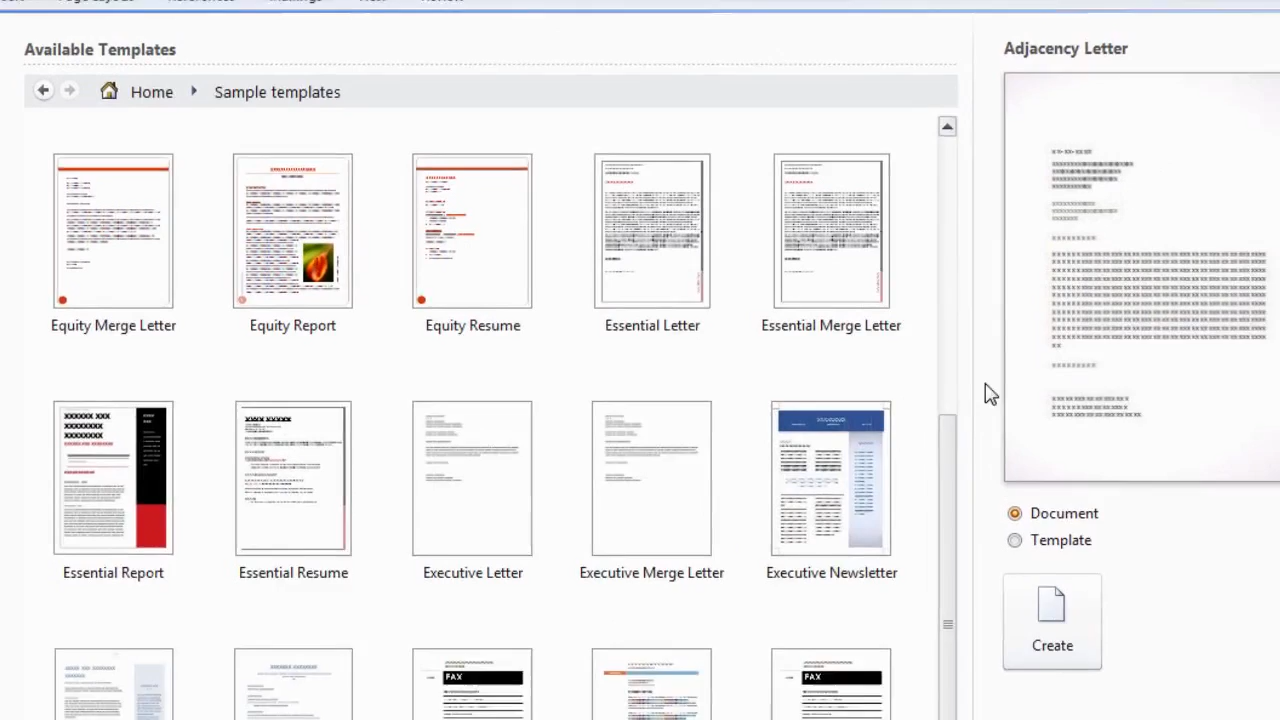 Available Templates
Adjacency Letter
Home
Sample templates
Equity Merge Letter
Equity Report
Equity Resume
Essential Letter
Essential Merge Letter
Essential Report
Essential Resume
Executive Letter
Executive Merge Letter
Executive Newsletter
Document
Template
Create
FAX
FAX